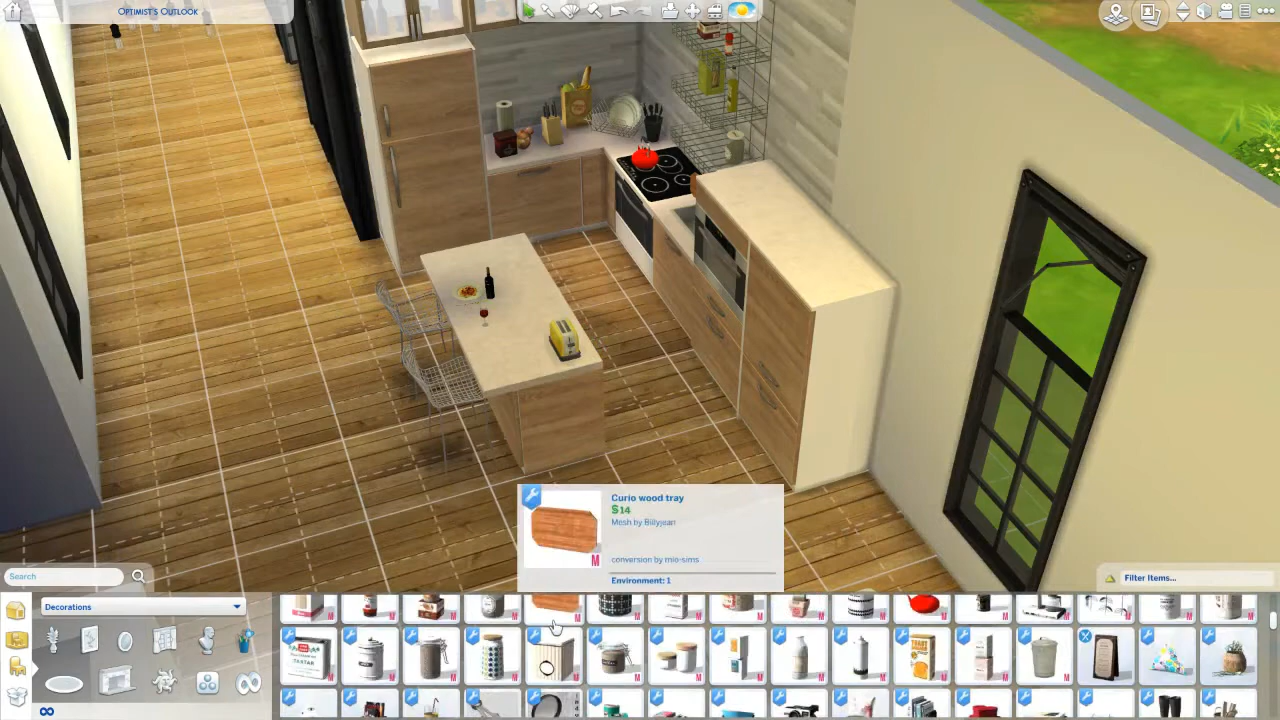 OPTIMIST'S OUTLOOK
Curio wood tray
$14
Mesh by Billyjean
conversion by mio-sims
Environment: 1
Search
Filter Items...
Decorations